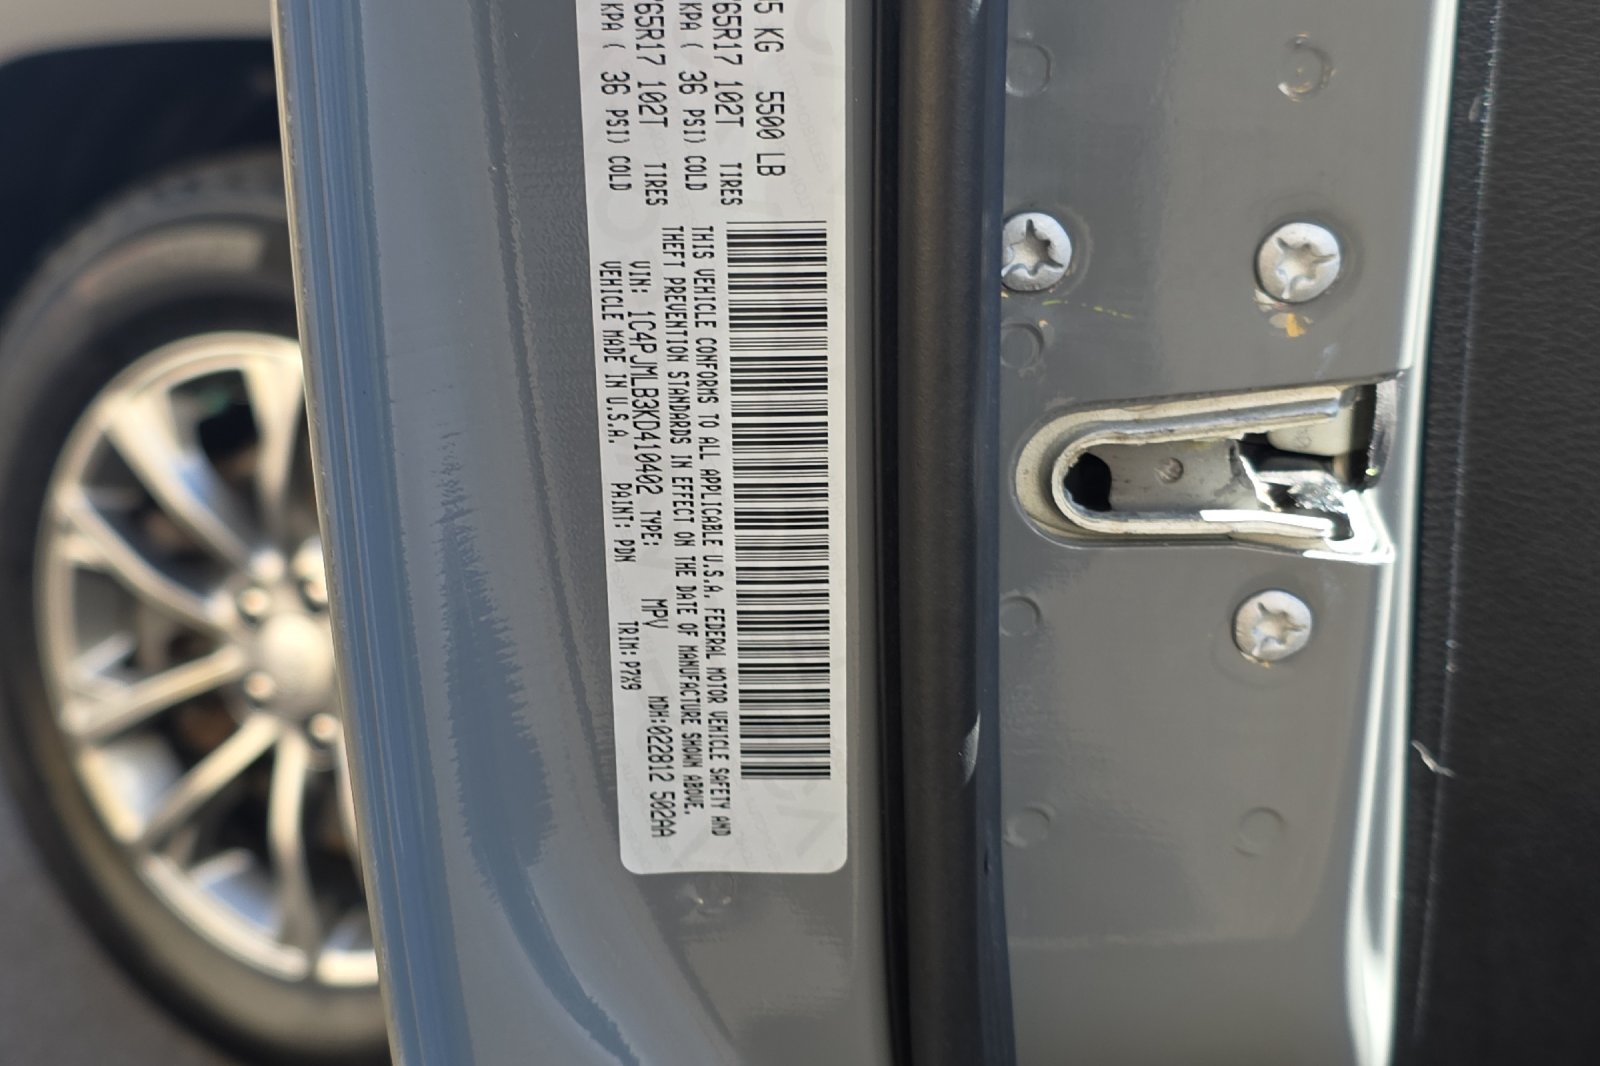 5 KG 5500 LB
65R17 102T TIRES
KPA ( 36 PSI) COLD
65R17 102T TIRES
KPA ( 36 PSI) COLD
THIS VEHICLE CONFORMS TO ALL APPLICABLE U.S.A. FEDERAL MOTOR VEHICLE SAFETY AND
THEFT PREVENTION STANDARDS IN EFFECT ON THE DATE OF MANUFACTURE SHOWN ABOVE.
VIN: 1C4PJMLB3KD410402 TYPE: MPV MDH:022812 502AA
VEHICLE MADE IN U.S.A. PAINT: PDN TRIM: P7X9